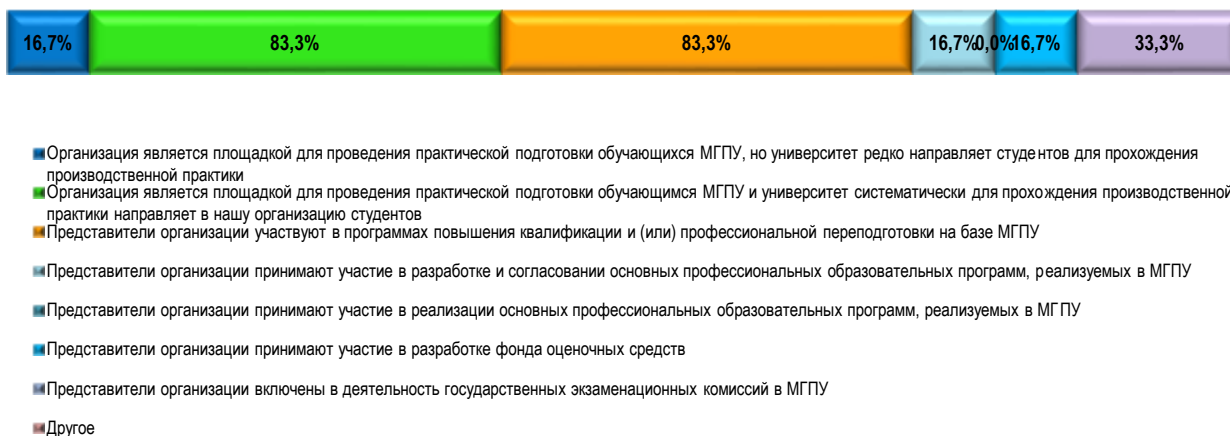 16,7% 83,3% 83,3% 16,7% 0,0% 16,7% 33,3%
Организация является площадкой для проведения практической подготовки обучающихся МГПУ, но университет редко направляет студентов для прохождения
производственной практики
Организация является площадкой для проведения практической подготовки обучающимся МГПУ и университет систематически для прохождения производственной
практики направляет в нашу организацию студентов
Представители организации участвуют в программах повышения квалификации и (или) профессиональной переподготовки на базе МГПУ
Представители организации принимают участие в разработке и согласовании основных профессиональных образовательных программ, реализуемых в МГПУ
Представители организации принимают участие в реализации основных профессиональных образовательных программ, реализуемых в МГПУ
Представители организации принимают участие в разработке фонда оценочных средств
Представители организации включены в деятельность государственных экзаменационных комиссий в МГПУ
Другое